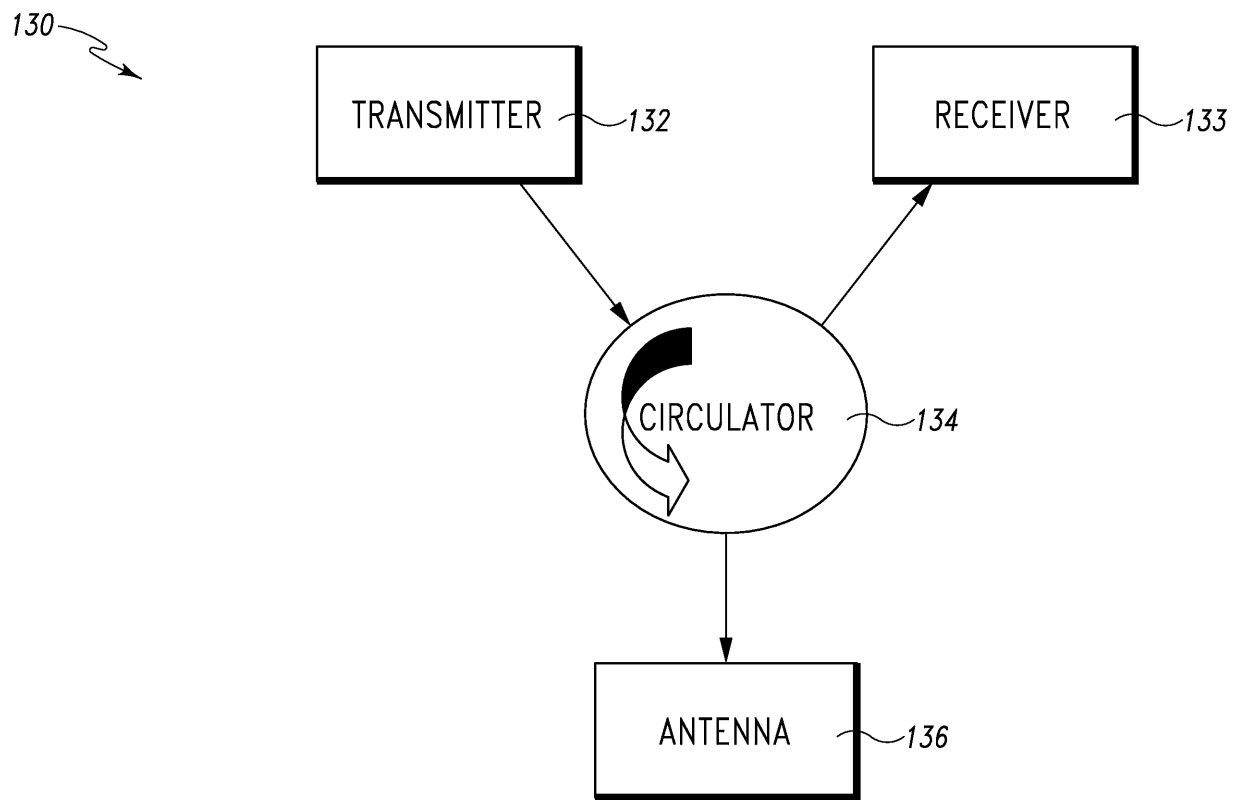 130
TRANSMITTER
132
RECEIVER
133
CIRCULATOR
134
ANTENNA
136